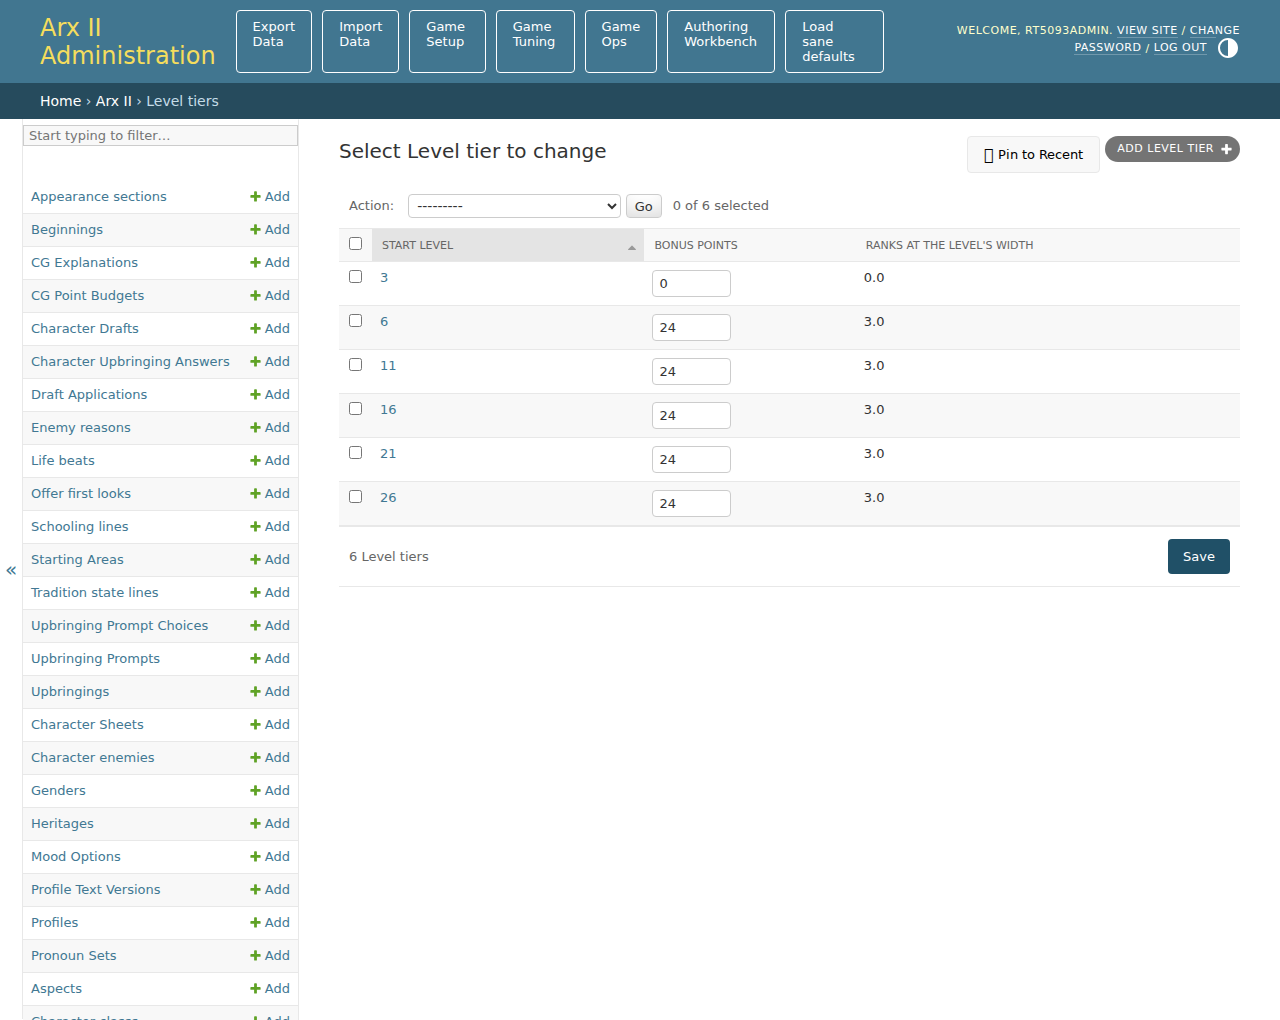 Arx II Administration
Export Data
Import Data
Game Setup
Game Tuning
Game Ops
Authoring Workbench
Load sane defaults
WELCOME, RT5093ADMIN. VIEW SITE / CHANGE PASSWORD / LOG OUT
Home › Arx II › Level tiers
Start typing to filter…
Appearance sections Add
Beginnings Add
CG Explanations Add
CG Point Budgets Add
Character Drafts Add
Character Upbringing Answers Add
Draft Applications Add
Enemy reasons Add
Life beats Add
Offer first looks Add
Schooling lines Add
Starting Areas Add
Tradition state lines Add
Upbringing Prompt Choices Add
Upbringing Prompts Add
Upbringings Add
Character Sheets Add
Character enemies Add
Genders Add
Heritages Add
Mood Options Add
Profile Text Versions Add
Profiles Add
Pronoun Sets Add
Aspects Add
«
Select Level tier to change
Pin to Recent
ADD LEVEL TIER
Action: --------- Go 0 of 6 selected
START LEVEL BONUS POINTS RANKS AT THE LEVEL'S WIDTH
3 0 0.0
6 24 3.0
11 24 3.0
16 24 3.0
21 24 3.0
26 24 3.0
6 Level tiers
Save